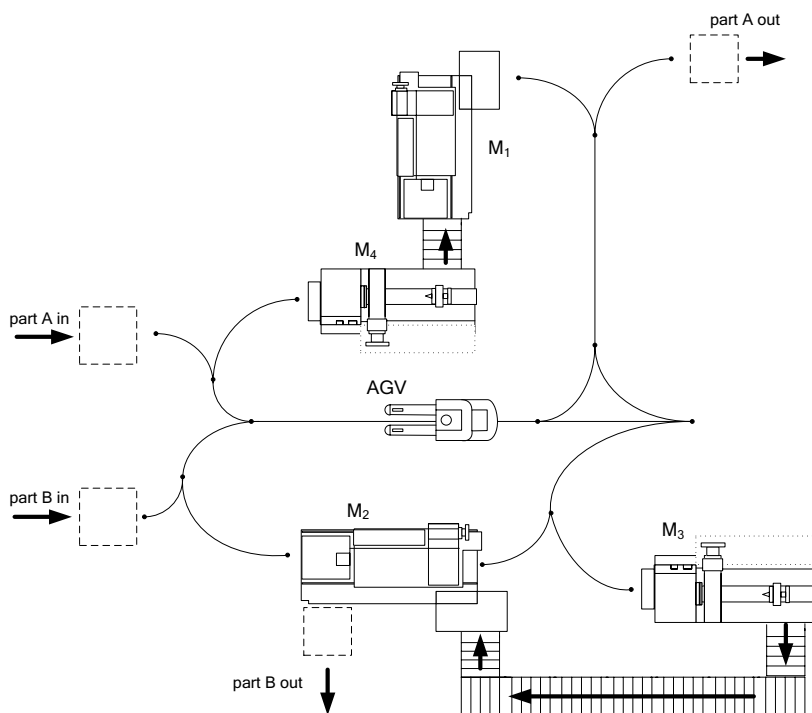 part A out
M1
M4
part A in
AGV
part B in
M2
M3
part B out